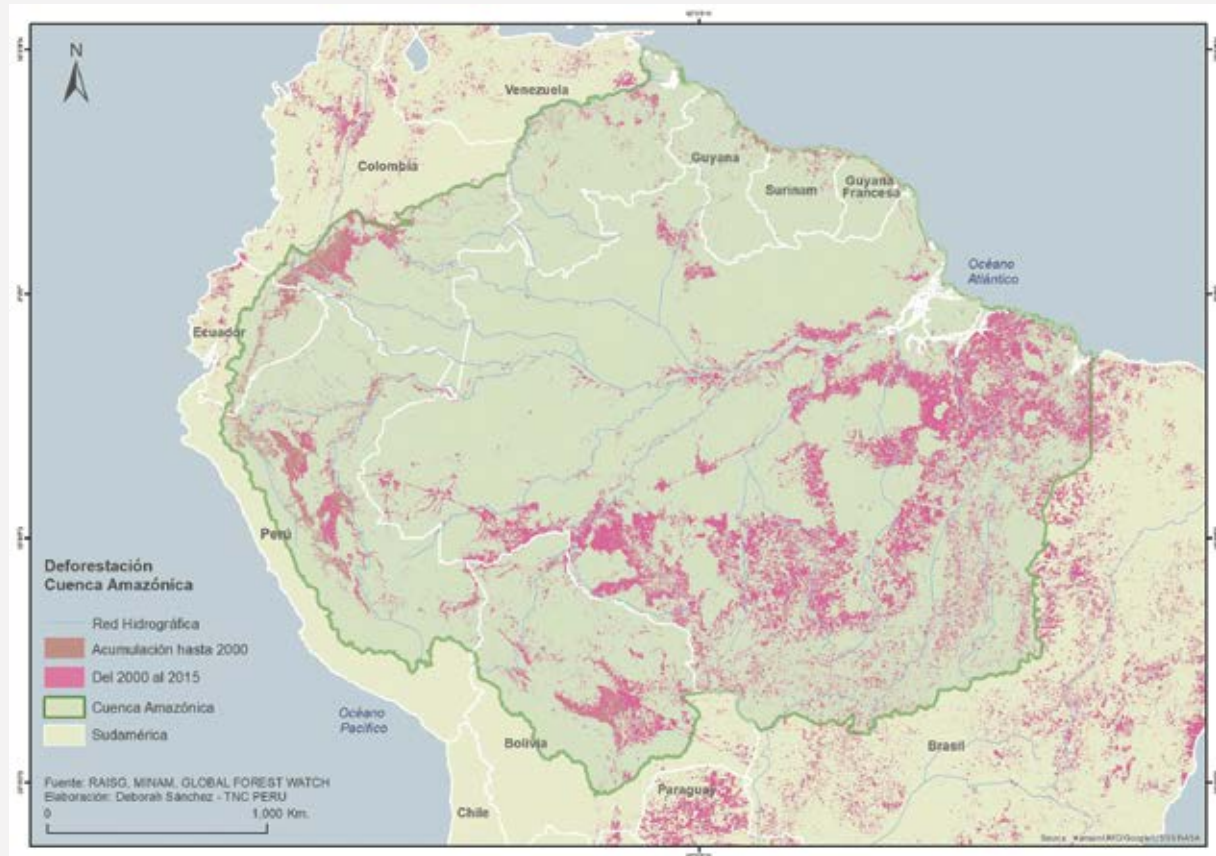 N
Venezuela
Colombia
Guyana
Surinam
Guyana
Francesa
Océano
Atlántico
Ecuador
Perú
Deforestación
Cuenca Amazónica
Red Hidrográfica
Acumulación hasta 2000
Del 2000 al 2015
Cuenca Amazónica
Sudamérica
Océano
Pacífico
Bolivia
Brasil
Paraguay
Chile
Fuente: RAISG, MINAM, GLOBAL FOREST WATCH
Elaboración: Deborah Sánchez - TNC PERU
0 1,000 Km.